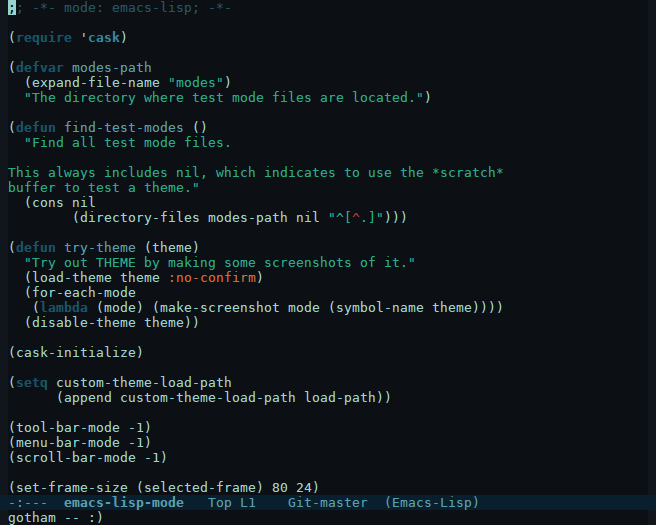 ;; -*- mode: emacs-lisp; -*-

(require 'cask)

(defvar modes-path
  (expand-file-name "modes")
  "The directory where test mode files are located.")

(defun find-test-modes ()
  "Find all test mode files.

This always includes nil, which indicates to use the *scratch*
buffer to test a theme."
  (cons nil
        (directory-files modes-path nil "^[^.]")))

(defun try-theme (theme)
  "Try out THEME by making some screenshots of it."
  (load-theme theme :no-confirm)
  (for-each-mode
   (lambda (mode) (make-screenshot mode (symbol-name theme))))
  (disable-theme theme))

(cask-initialize)

(setq custom-theme-load-path
      (append custom-theme-load-path load-path))

(tool-bar-mode -1)
(menu-bar-mode -1)
(scroll-bar-mode -1)

(set-frame-size (selected-frame) 80 24)
-:---  emacs-lisp-mode   Top L1    Git-master  (Emacs-Lisp)
gotham -- :)